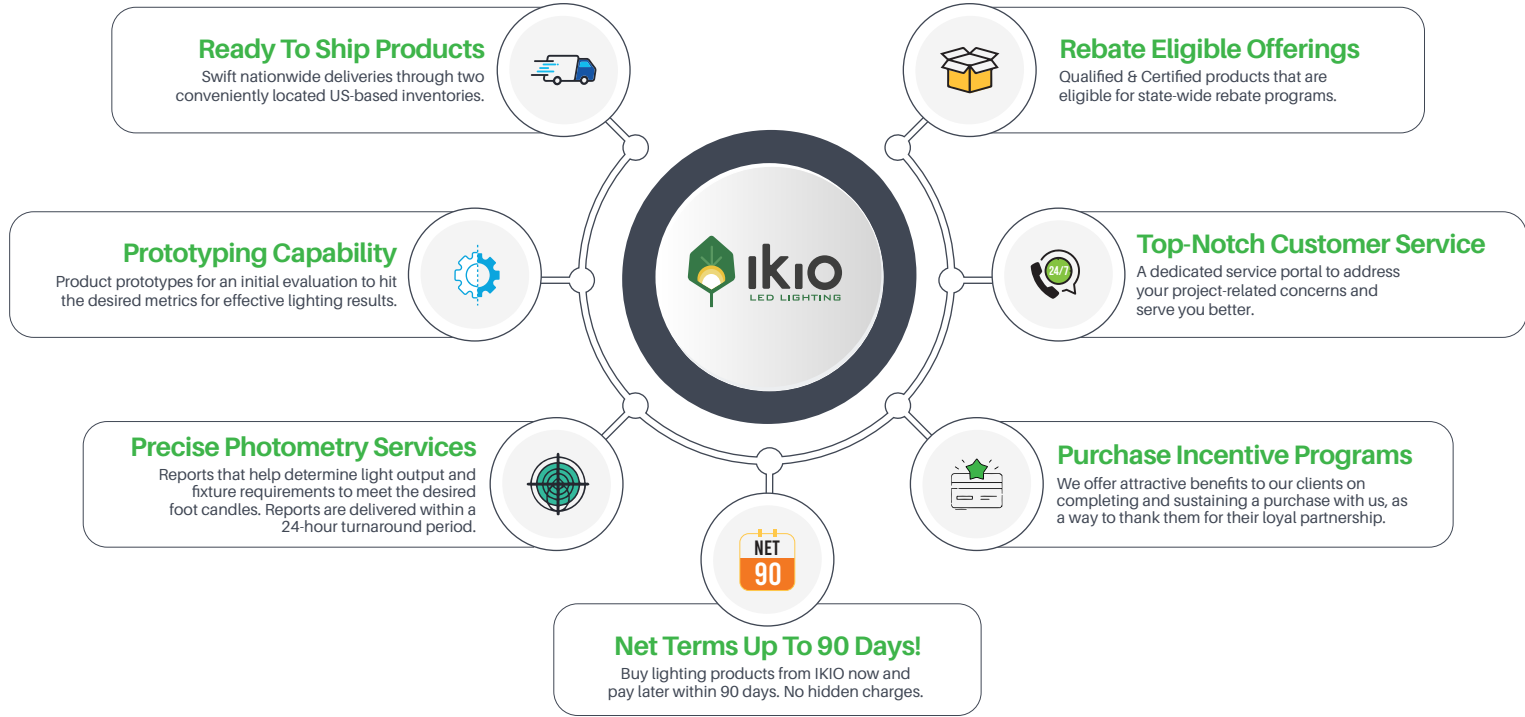 Ready To Ship Products
Swift nationwide deliveries through two
conveniently located US-based inventories.
Rebate Eligible Offerings
Qualified & Certified products that are
eligible for state-wide rebate programs.
Prototyping Capability
Product prototypes for an initial evaluation to hit
the desired metrics for effective lighting results.
IKIO
LED LIGHTING
24/7
Top-Notch Customer Service
A dedicated service portal to address
your project-related concerns and
serve you better.
Precise Photometry Services
Reports that help determine light output and
fixture requirements to meet the desired
foot candles. Reports are delivered within a
24-hour turnaround period.
Purchase Incentive Programs
We offer attractive benefits to our clients on
completing and sustaining a purchase with us, as
a way to thank them for their loyal partnership.
NET
90
Net Terms Up To 90 Days!
Buy lighting products from IKIO now and
pay later within 90 days. No hidden charges.